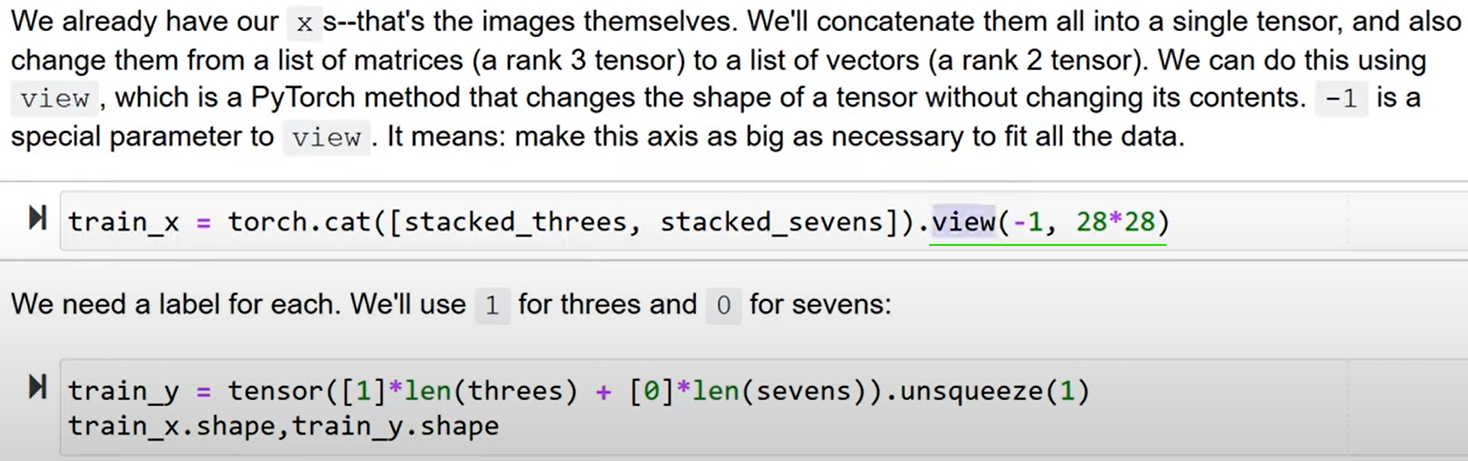 We already have our x s--that's the images themselves. We'll concatenate them all into a single tensor, and also
change them from a list of matrices (a rank 3 tensor) to a list of vectors (a rank 2 tensor). We can do this using
view , which is a PyTorch method that changes the shape of a tensor without changing its contents. -1 is a
special parameter to view . It means: make this axis as big as necessary to fit all the data.
train_x = torch.cat([stacked_threes, stacked_sevens]).view(-1, 28*28)
We need a label for each. We'll use 1 for threes and 0 for sevens:
train_y = tensor([1]*len(threes) + [0]*len(sevens)).unsqueeze(1)
train_x.shape,train_y.shape